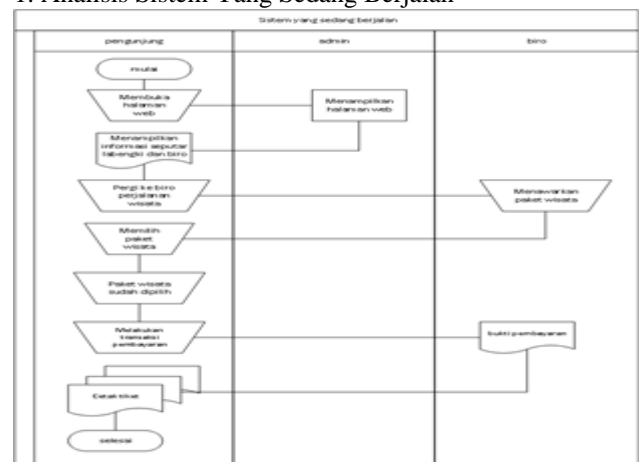 1. Analisis Sistem Yang Sedang Berjalan
Sistem yang sedang berjalan
pengunjung
admin
biro
mulai
Membuka
halaman
web
Menampilkan
halaman web
Menampilkan
informasi seputar
labengki dan biro
Pergi ke biro
perjalanan
wisata
Menawarkan
paket wisata
Memilih
paket
wisata
Paket wisata
sudah dipilih
Melakukan
transaksi
pembayaran
bukti pembayaran
Cetak tiket
selesai